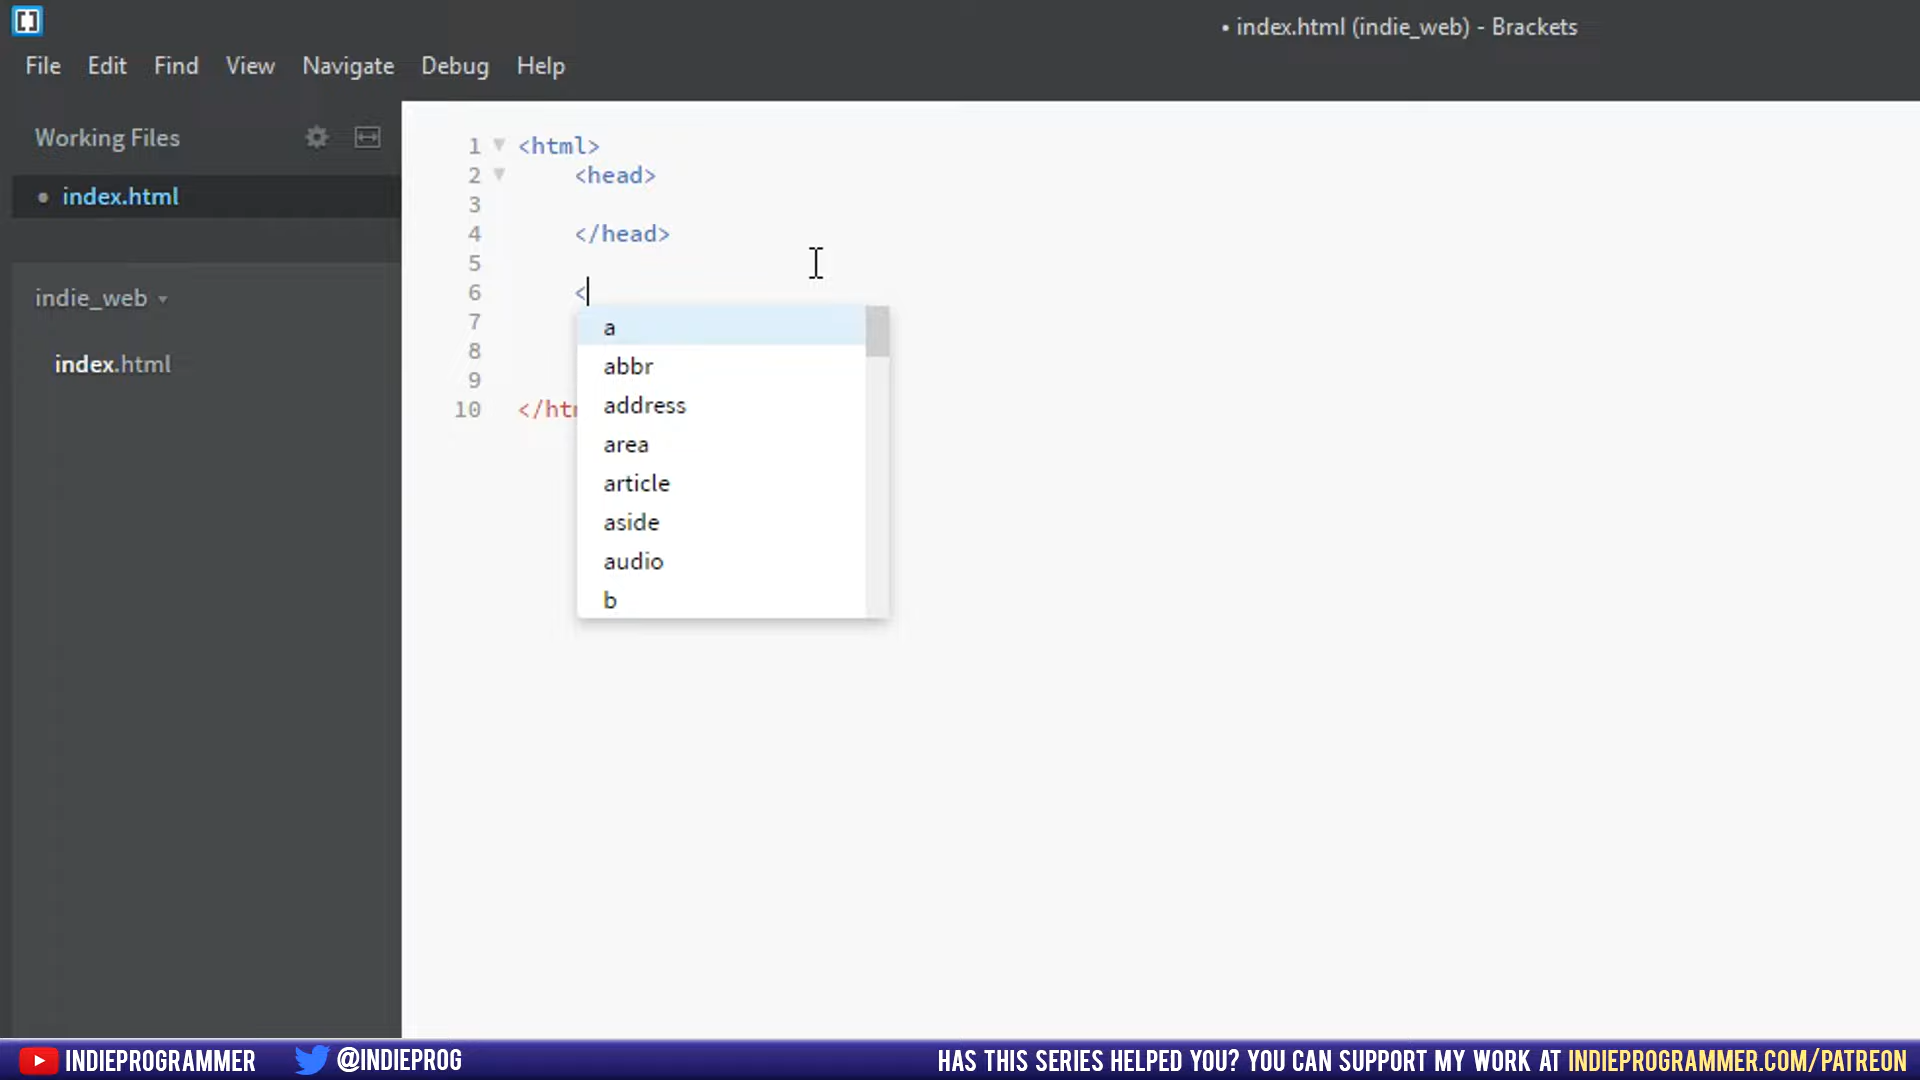 • index.html (indie_web) - Brackets
File Edit Find View Navigate Debug Help
Working Files
• index.html
indie_web
index.html
1 <html>
2 <head>
3
4 </head>
5
6 <
7
8
9
10 </htm
a
abbr
address
area
article
aside
audio
b
INDIEPROGRAMMER @INDIEPROG HAS THIS SERIES HELPED YOU? YOU CAN SUPPORT MY WORK AT INDIEPROGRAMMER.COM/PATREON